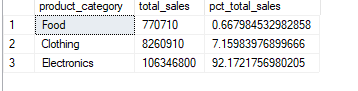 product_category total_sales pct_total_sales
1 Food 770710 0.667984532982858
2 Clothing 8260910 7.15983976899666
3 Electronics 106346800 92.1721756980205